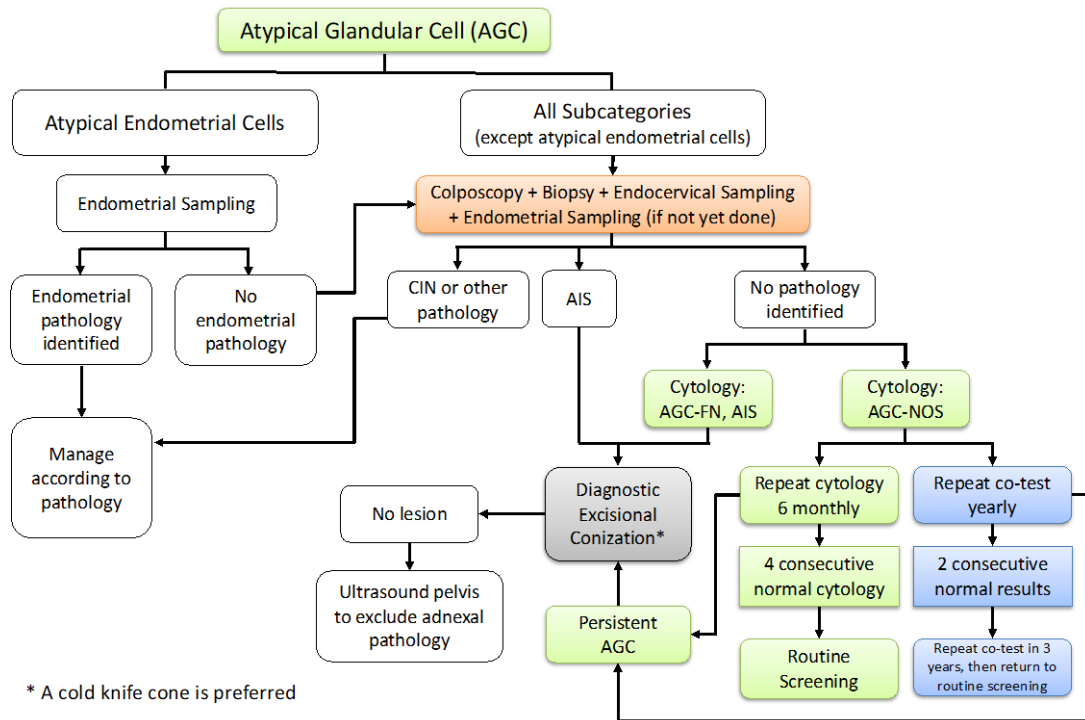 Atypical Glandular Cell (AGC)
Atypical Endometrial Cells
All Subcategories
(except atypical endometrial cells)
Endometrial Sampling
Colposcopy + Biopsy + Endocervical Sampling
+ Endometrial Sampling (if not yet done)
Endometrial
pathology
identified
No
endometrial
pathology
CIN or other
pathology
AIS
No pathology
identified
Cytology:
AGC-FN, AIS
Cytology:
AGC-NOS
Manage
according to
pathology
No lesion
Diagnostic
Excisional
Conization*
Repeat cytology
6 monthly
Repeat co-test
yearly
Ultrasound pelvis
to exclude adnexal
pathology
Persistent
AGC
4 consecutive
normal cytology
2 consecutive
normal results
Routine
Screening
Repeat co-test in 3
years, then return to
routine screening
* A cold knife cone is preferred